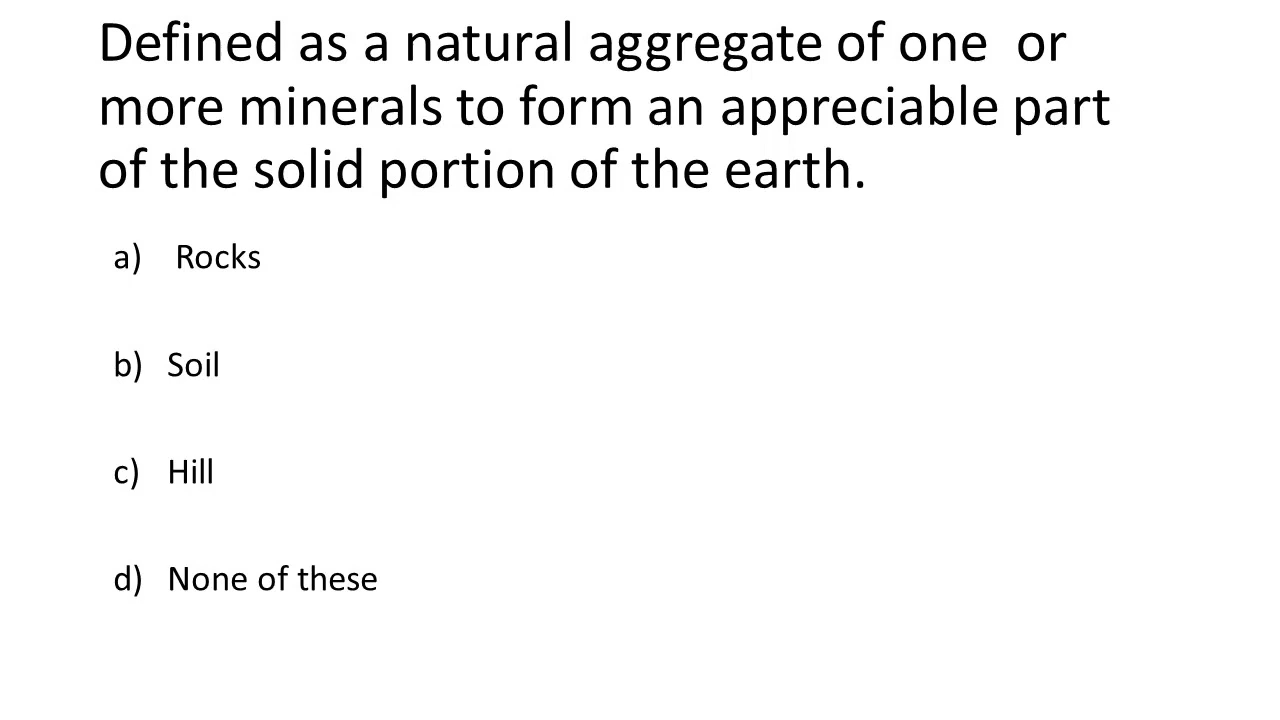 Defined as a natural aggregate of one  or
more minerals to form an appreciable part
of the solid portion of the earth.
a) Rocks
b) Soil
c) Hill
d) None of these